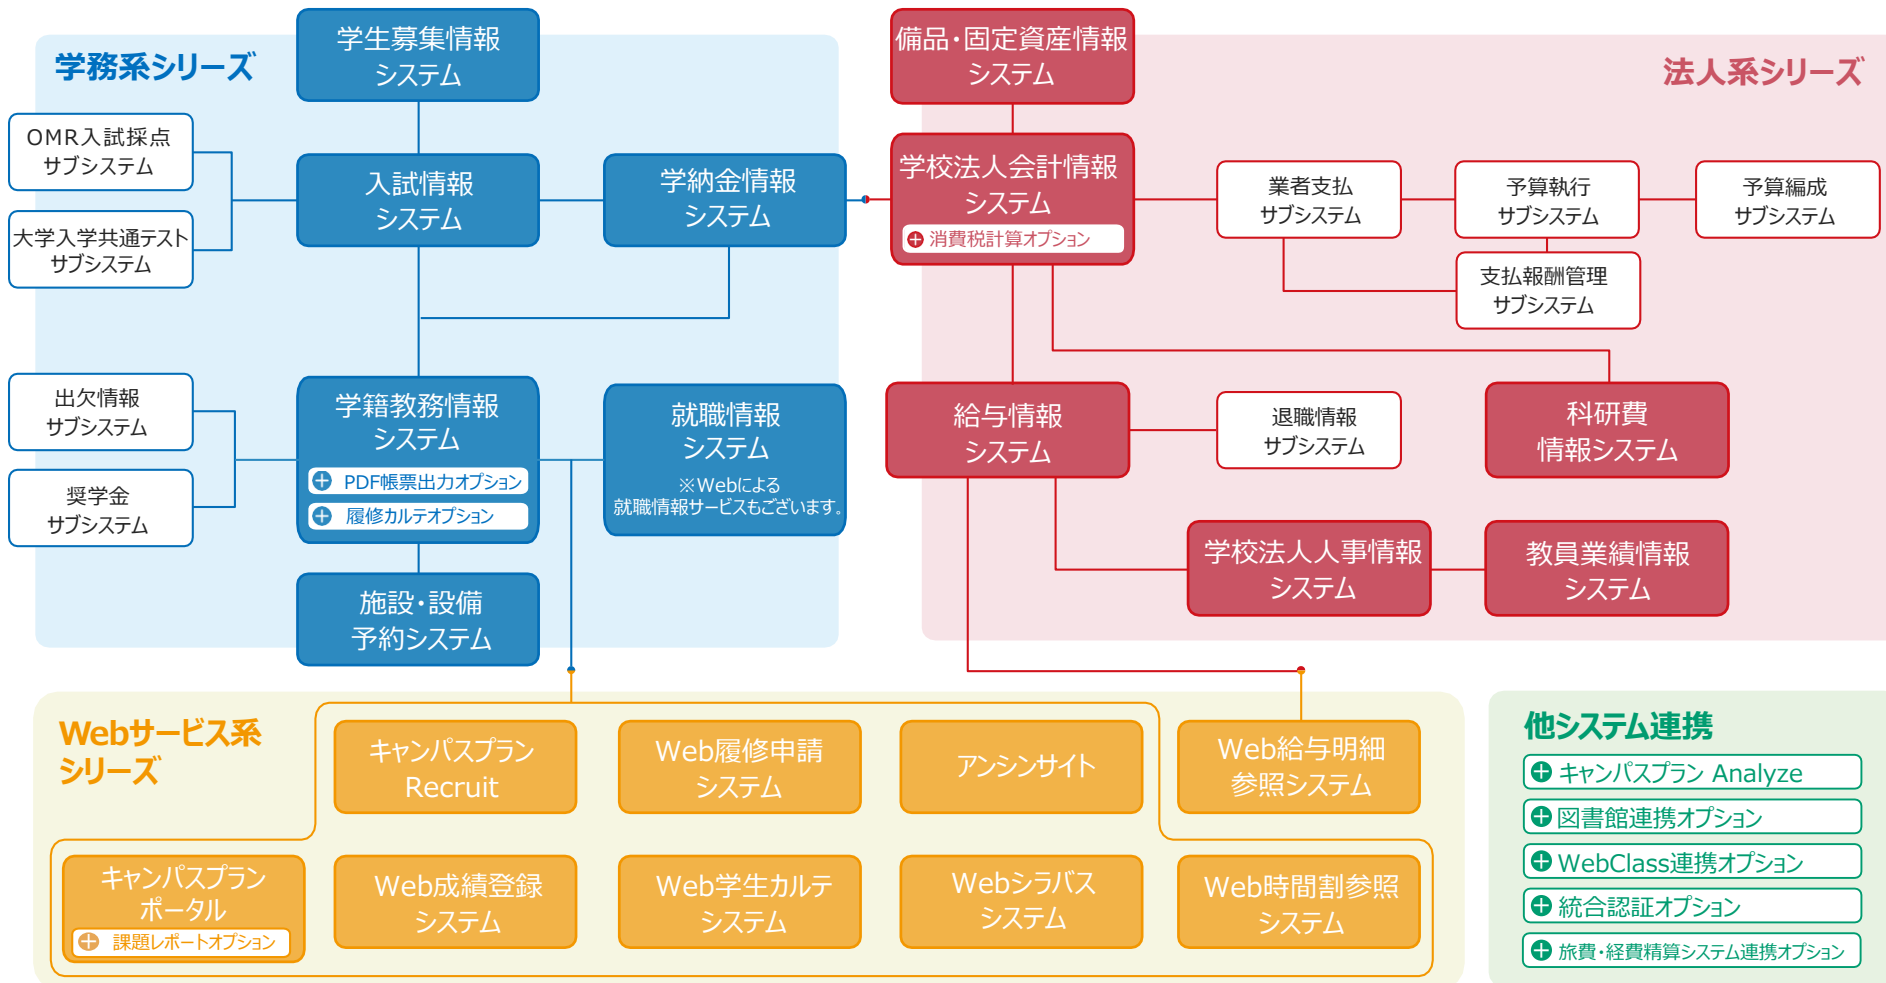 学務系シリーズ
学生募集情報
システム
OMR入試採点
サブシステム
大学入学共通テスト
サブシステム
入試情報
システム
学納金情報
システム
出欠情報
サブシステム
奨学金
サブシステム
学籍教務情報
システム
PDF帳票出力オプション
履修カルテオプション
就職情報
システム
※Webによる
就職情報サービスもございます。
施設・設備
予約システム
法人系シリーズ
備品・固定資産情報
システム
学校法人会計情報
システム
消費税計算オプション
業者支払
サブシステム
予算執行
サブシステム
予算編成
サブシステム
支払報酬管理
サブシステム
給与情報
システム
退職情報
サブシステム
科研費
情報システム
学校法人人事情報
システム
教員業績情報
システム
Webサービス系
シリーズ
キャンパスプラン
Recruit
Web履修申請
システム
アンシンサイト
Web給与明細
参照システム
キャンパスプラン
ポータル
課題レポートオプション
Web成績登録
システム
Web学生カルテ
システム
Webシラバス
システム
Web時間割参照
システム
他システム連携
キャンパスプラン Analyze
図書館連携オプション
WebClass連携オプション
統合認証オプション
旅費・経費精算システム連携オプション